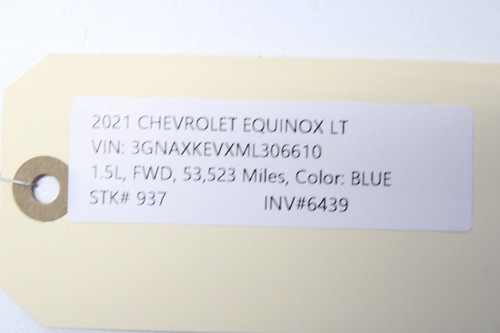 2021 CHEVROLET EQUINOX LT
VIN: 3GNAXKEVXML306610
1.5L, FWD, 53,523 Miles, Color: BLUE
STK# 937 INV#6439